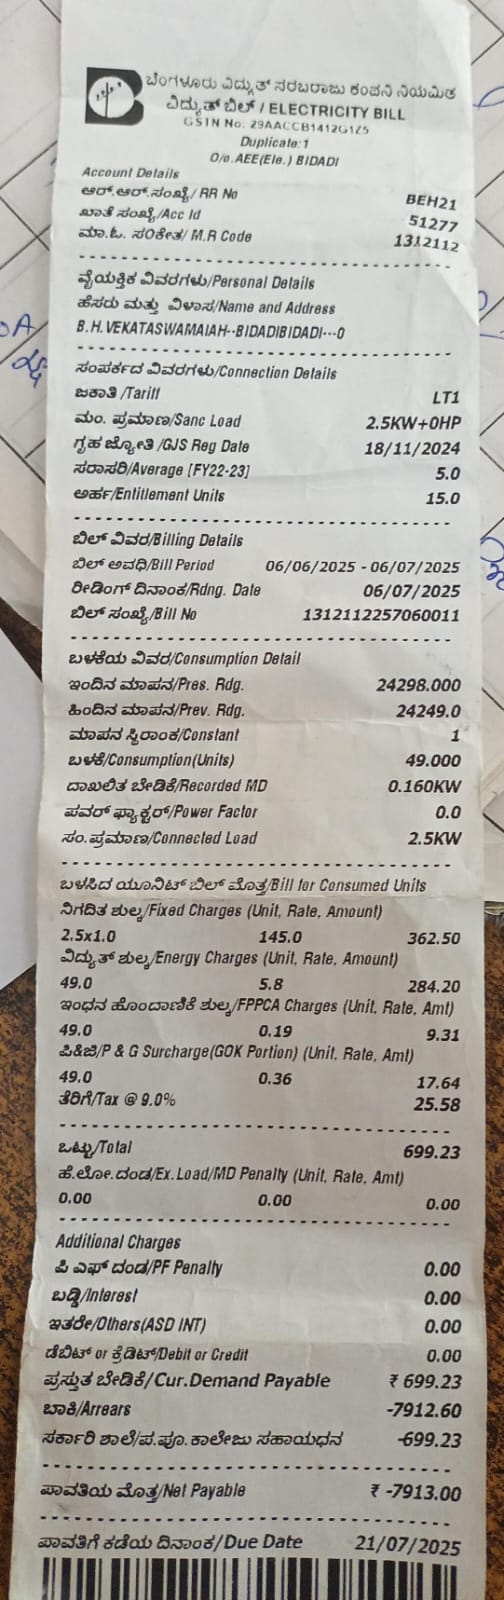 ಬೆಂಗಳೂರು ವಿದ್ಯುತ್ ಸರಬರಾಜು ಕಂಪನಿ ನಿಯಮಿತ
ವಿದ್ಯುತ್ ಬಿಲ್ / ELECTRICITY BILL
GSTN No: 29AACCB1412G1Z5
Duplicate: 1
O/o.AEE(Ele.) BIDADI
Account Details
ಆರ್.ಆರ್.ಸಂಖ್ಯೆ/ RR No BEH21
ಖಾತೆ ಸಂಖ್ಯೆ/Acc Id 51277
ಮಾ.ಓ. ಸಂಕೇತ/ M.R Code 1312112
ವೈಯಕ್ತಿಕ ವಿವರಗಳು/Personal Details
ಹೆಸರು ಮತ್ತು ವಿಳಾಸ/Name and Address
B.H.VEKATASWAMAIAH--BIDADIBIDADI---0
ಸಂಪರ್ಕದ ವಿವರಗಳು/Connection Details
ಜಕಾತಿ /Tariff LT1
ಮಂ. ಪ್ರಮಾಣ/Sanc Load 2.5KW+0HP
ಗೃಹ ಜ್ಯೋತಿ /GJS Reg Date 18/11/2024
ಸರಾಸರಿ/Average [FY22-23] 5.0
ಅರ್ಹ/Entitlement Units 15.0
ಬಿಲ್ ವಿವರ/Billing Details
ಬಿಲ್ ಅವಧಿ/Bill Period 06/06/2025 - 06/07/2025
ರೀಡಿಂಗ್ ದಿನಾಂಕ/Rdng. Date 06/07/2025
ಬಿಲ್ ಸಂಖ್ಯೆ/Bill No 1312112257060011
ಬಳಕೆಯ ವಿವರ/Consumption Detail
ಇಂದಿನ ಮಾಪನ/Pres. Rdg. 24298.000
ಹಿಂದಿನ ಮಾಪನ/Prev. Rdg. 24249.0
ಮಾಪನ ಸ್ಥಿರಾಂಕ/Constant 1
ಬಳಕೆ/Consumption(Units) 49.000
ದಾಖಲಿತ ಬೇಡಿಕೆ/Recorded MD 0.160KW
ಪವರ್ ಫ್ಯಾಕ್ಟರ್/Power Factor 0.0
ಸಂ.ಪ್ರಮಾಣ/Connected Load 2.5KW
ಬಳಸಿದ ಯೂನಿಟ್ ಬಿಲ್ ಮೊತ್ತ/Bill for Consumed Units
ನಿಗದಿತ ಶುಲ್ಕ/Fixed Charges (Unit, Rate, Amount)
2.5x1.0 145.0 362.50
ವಿದ್ಯುತ್ ಶುಲ್ಕ/Energy Charges (Unit, Rate, Amount)
49.0 5.8 284.20
ಇಂಧನ ಹೊಂದಾಣಿಕೆ ಶುಲ್ಕ/FPPCA Charges (Unit, Rate, Amt)
49.0 0.19 9.31
ಪಿ&ಜಿ/P & G Surcharge(GOK Portion) (Unit, Rate, Amt)
49.0 0.36 17.64
ತೆರಿಗೆ/Tax @ 9.0% 25.58
ಒಟ್ಟು/Total 699.23
ಹೆ.ಲೋ.ದಂಡ/Ex.Load/MD Penalty (Unit, Rate, Amt)
0.00 0.00 0.00
Additional Charges
ಪಿ ಎಫ್ ದಂಡ/PF Penalty 0.00
ಬಡ್ಡಿ/Interest 0.00
ಇತರೇ/Others(ASD INT) 0.00
ಡೆಬಿಟ್ or ಕ್ರೆಡಿಟ್/Debit or Credit 0.00
ಪ್ರಸ್ತುತ ಬೇಡಿಕೆ/Cur.Demand Payable ₹ 699.23
ಬಾಕಿ/Arrears -7912.60
ಸರ್ಕಾರಿ ಶಾಲೆ/ಪ.ಪೂ.ಕಾಲೇಜು ಸಹಾಯಧನ -699.23
ಪಾವತಿಯ ಮೊತ್ತ/Net Payable ₹ -7913.00
ಪಾವತಿಗೆ ಕಡೆಯ ದಿನಾಂಕ/Due Date 21/07/2025